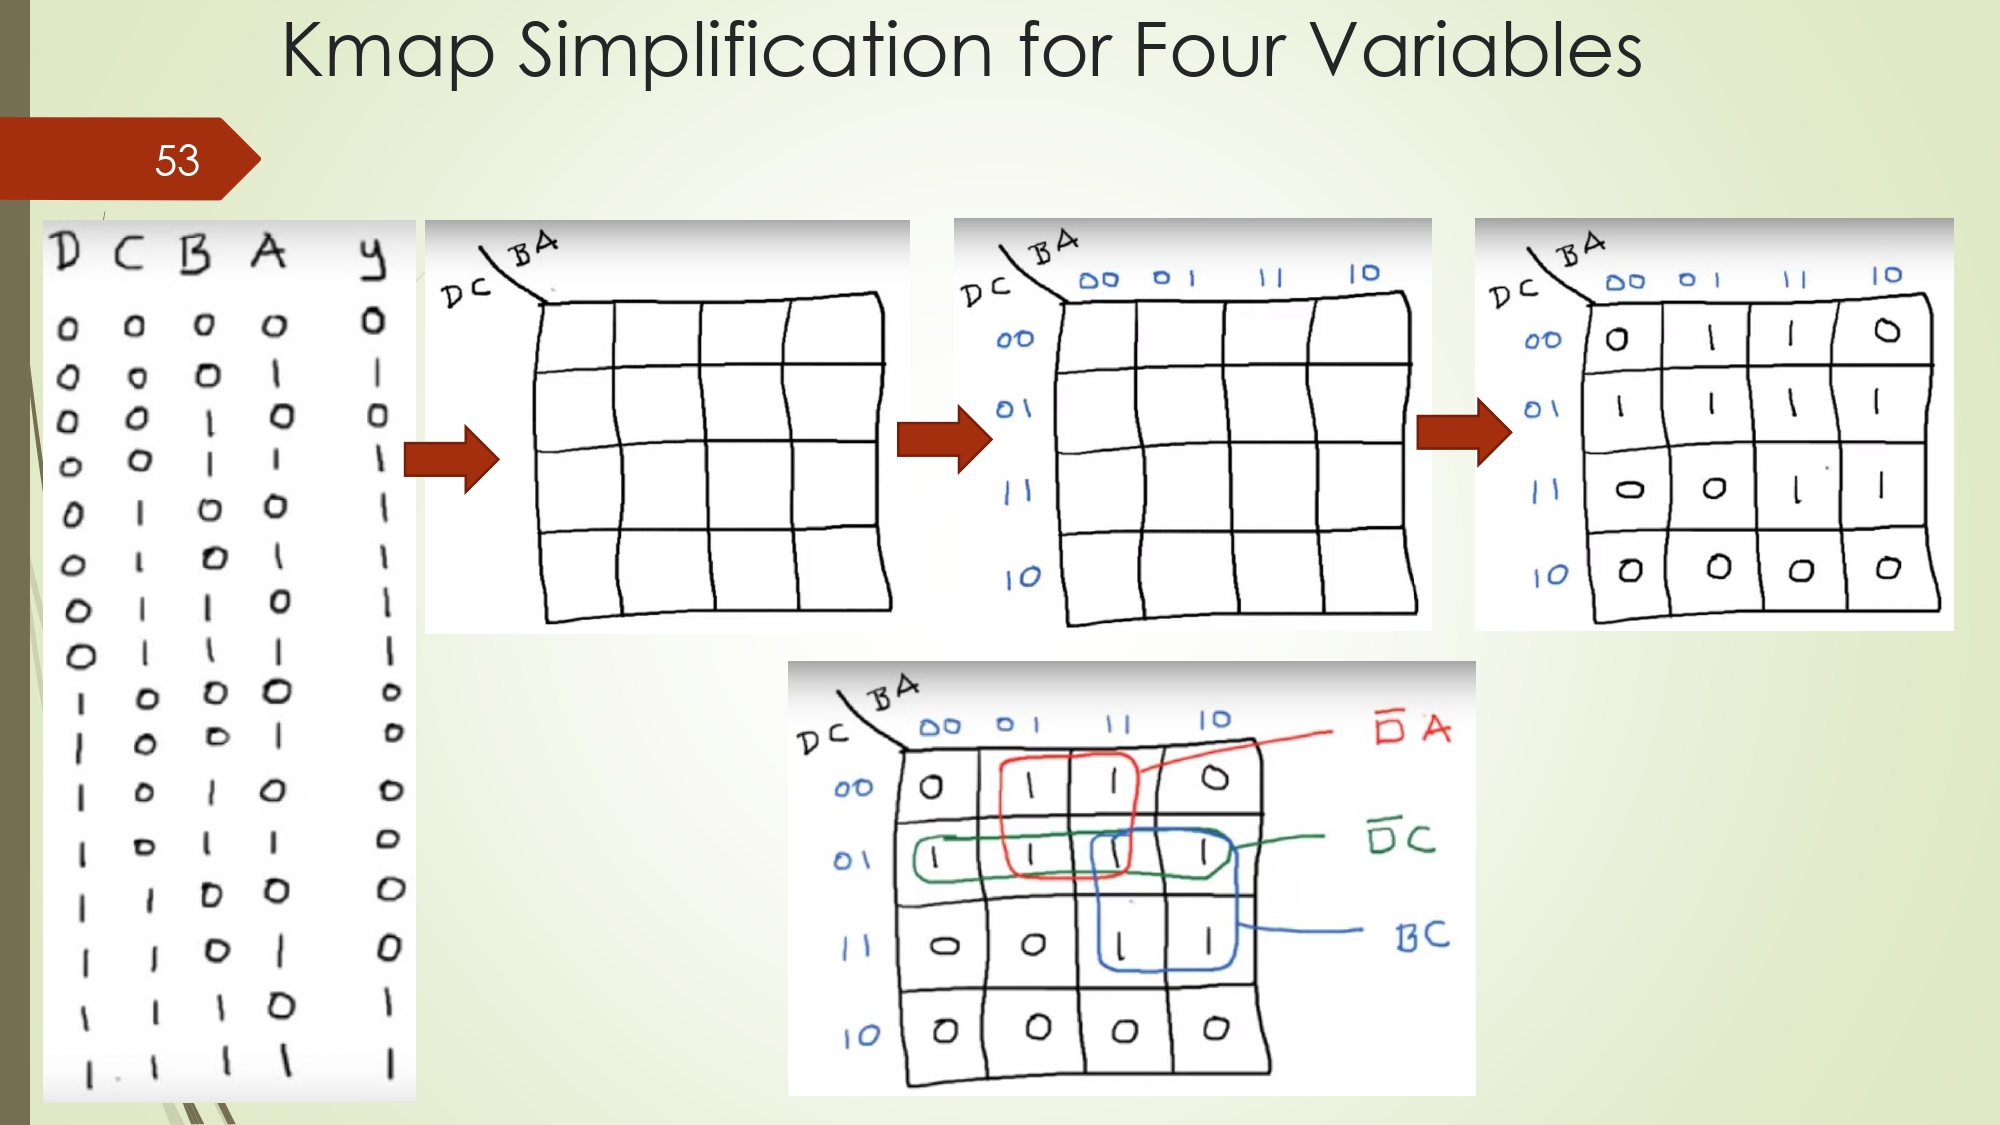 Kmap Simplification for Four Variables
53
D C B A y
0 0 0 0 0
0 0 0 1 1
0 0 1 0 0
0 0 1 1 1
0 1 0 0 1
0 1 0 1 1
0 1 1 0 1
0 1 1 1 1
1 0 0 0 0
1 0 0 1 0
1 0 1 0 0
1 0 1 1 0
1 1 0 0 0
1 1 0 1 0
1 1 1 0 1
1 1 1 1 1
BA
DC
BA
DC 00 01 11 10
00
01
11
10
BA
DC 00 01 11 10
00 0 1 1 0
01 1 1 1 1
11 0 0 1 1
10 0 0 0 0
BA
DC 00 01 11 10
00 0 1 1 0
01 1 1 1 1
11 0 0 1 1
10 0 0 0 0
D̅A
D̅C
BC